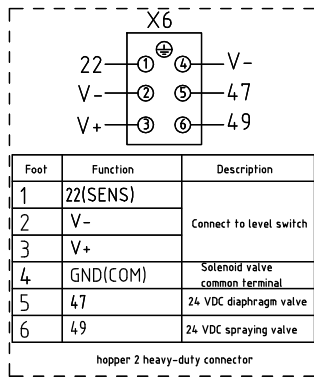 X6
22 1 4 V-
V- 2 5 47
V+ 3 6 49
Foot Function Description
1 22(SENS)
2 V-
3 V+
Connect to level switch
4 GND(COM) Solenoid valve
common terminal
5 47 24 VDC diaphragm valve
6 49 24 VDC spraying valve
hopper 2 heavy-duty connector